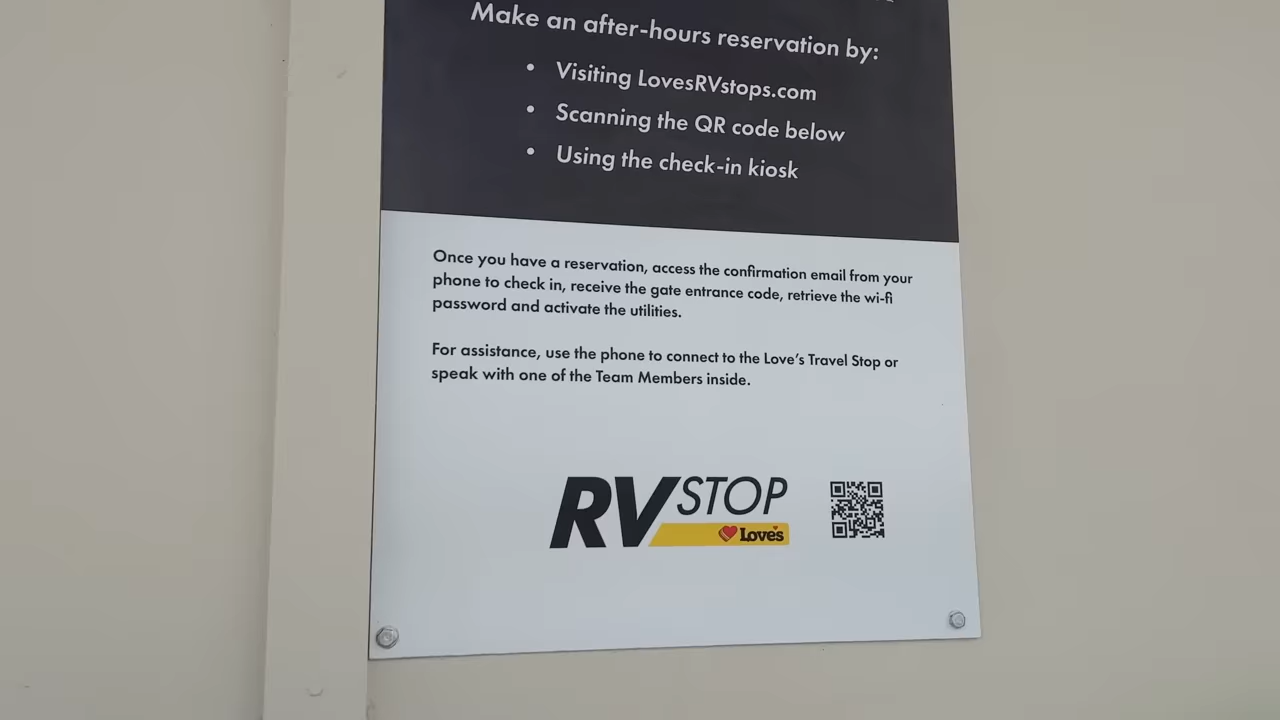 Make an after-hours reservation by:
• Visiting LovesRVstops.com
• Scanning the QR code below
• Using the check-in kiosk
Once you have a reservation, access the confirmation email from your
phone to check in, receive the gate entrance code, retrieve the wi-fi
password and activate the utilities.
For assistance, use the phone to connect to the Love's Travel Stop or
speak with one of the Team Members inside.
RV STOP
Love's